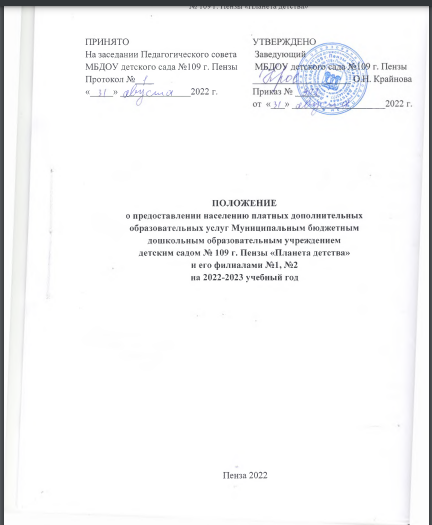 № 109 г. Пензы «Планета детства»
ПРИНЯТО
На заседании Педагогического совета
МБДОУ детского сада №109 г. Пензы
Протокол № 1
« 31 » августа 2022 г.
УТВЕРЖДЕНО
Заведующий
МБДОУ детского сада №109 г. Пензы
О.Н. Крайнова
Приказ №
от « 31 » августа 2022 г.
ПОЛОЖЕНИЕ
о предоставлении населению платных дополнительных
образовательных услуг Муниципальным бюджетным
дошкольным образовательным учреждением
детским садом № 109 г. Пензы «Планета детства»
и его филиалами №1, №2
на 2022-2023 учебный год
Пенза 2022